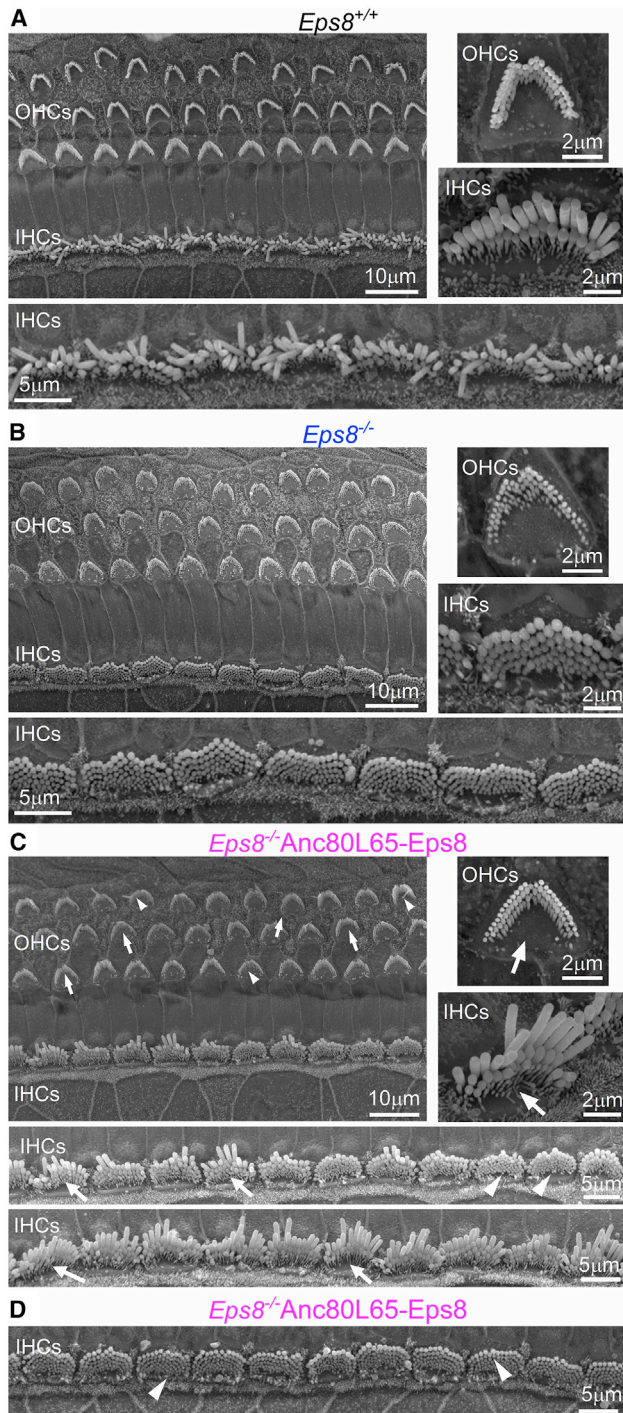 A
Eps8+/+
OHCs
IHCs
10μm
OHCs
2μm
IHCs
2μm
IHCs
5μm
B
Eps8-/-
OHCs
IHCs
10μm
OHCs
2μm
IHCs
2μm
IHCs
5μm
C
Eps8-/-Anc80L65-Eps8
OHCs
IHCs
10μm
OHCs
2μm
IHCs
2μm
IHCs
5μm
IHCs
5μm
D
Eps8-/-Anc80L65-Eps8
IHCs
5μm